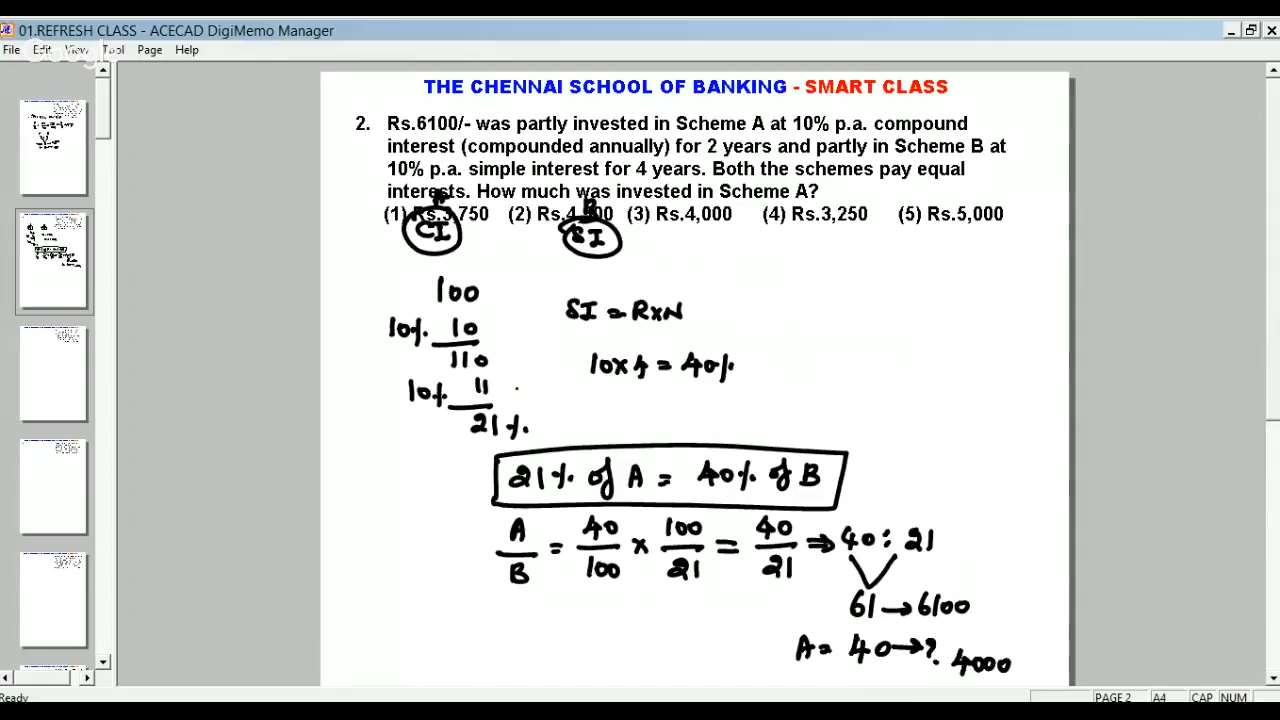 01.REFRESH CLASS - ACECAD DigiMemo Manager
File Edit View Tool Page Help
Google
THE CHENNAI SCHOOL OF BANKING - SMART CLASS
2. Rs.6100/- was partly invested in Scheme A at 10% p.a. compound
interest (compounded annually) for 2 years and partly in Scheme B at
10% p.a. simple interest for 4 years. Both the schemes pay equal
interests. How much was invested in Scheme A?
(1) Rs.3,750 (2) (3) Rs.4,000 (4) Rs.3,250 (5) Rs.5,000
A B
CI SI
100
SI = R×N
10% 10
110
10×4 = 40%
10% 11
21%
21% of A = 40% of B
A/B = 40/100 × 100/21 = 40/21 ⇒ 40 : 21
61 → 6100
A = 40 → ? 4000
Ready
PAGE 2 A4 CAP NUM